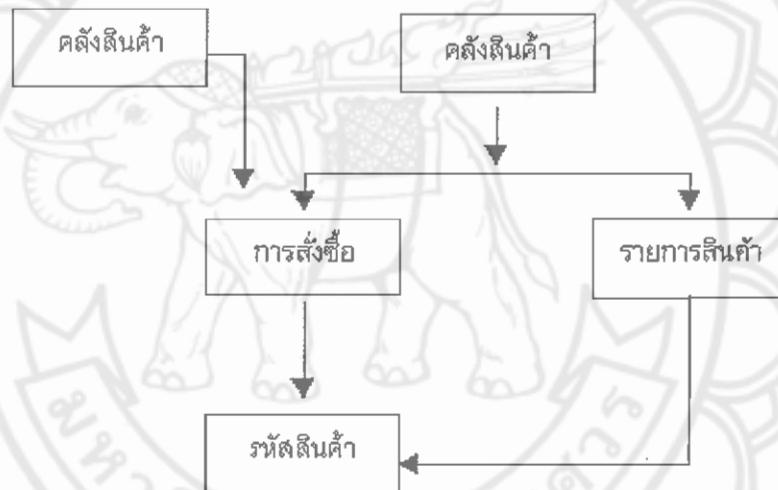 คลังสินค้า
คลังสินค้า
การสั่งซื้อ
รายการสินค้า
รหัสสินค้า